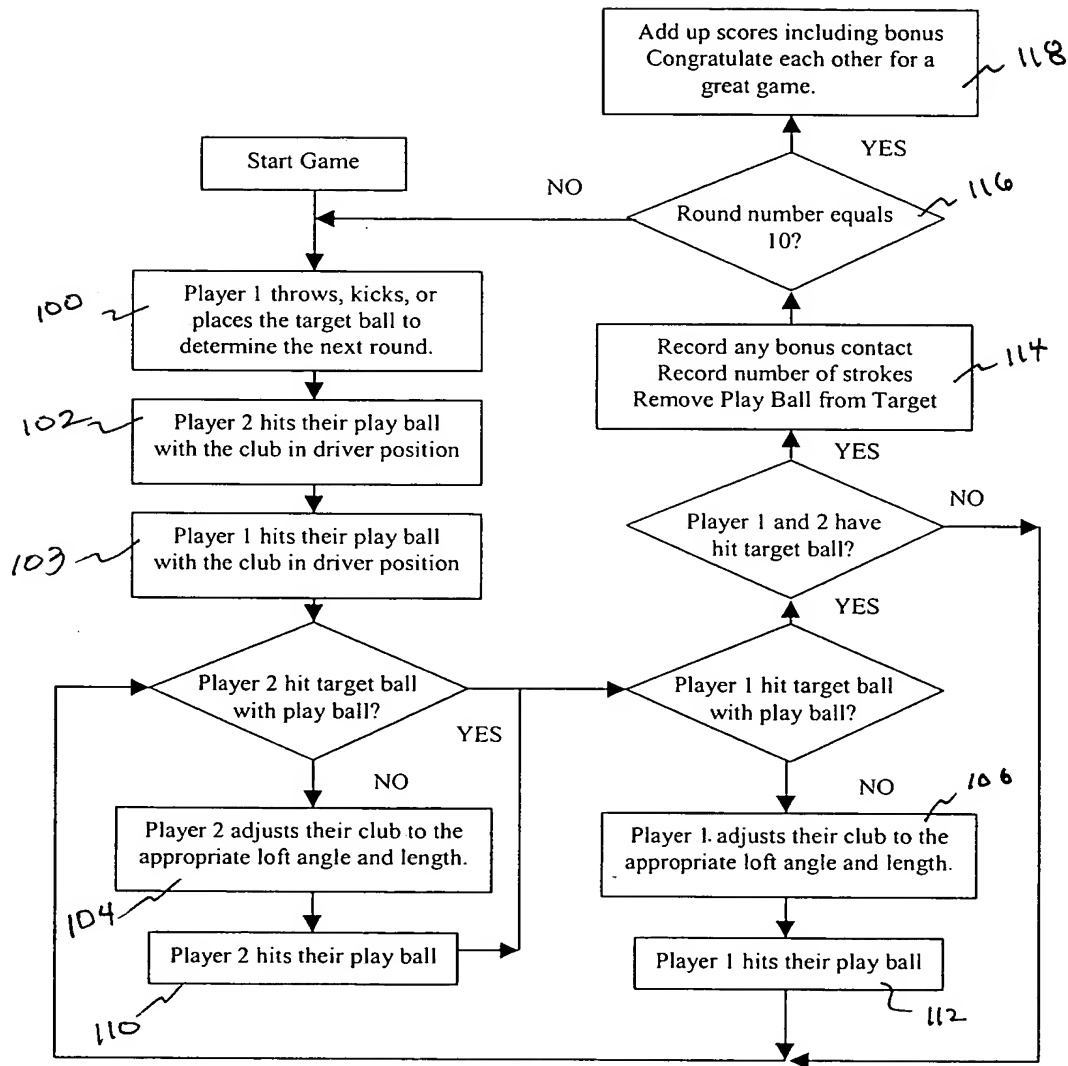 Add up scores including bonus
Congratulate each other for a
great game.
118
YES
Start Game
NO
Round number equals
10?
116
100
Player 1 throws, kicks, or
places the target ball to
determine the next round.
Record any bonus contact
Record number of strokes
Remove Play Ball from Target
114
102
Player 2 hits their play ball
with the club in driver position
YES
NO
Player 1 and 2 have
hit target ball?
103
Player 1 hits their play ball
with the club in driver position
YES
Player 2 hit target ball
with play ball?
YES
Player 1 hit target ball
with play ball?
NO
NO
106
Player 2 adjusts their club to the
appropriate loft angle and length.
104
Player 1 adjusts their club to the
appropriate loft angle and length.
Player 2 hits their play ball
110
Player 1 hits their play ball
112